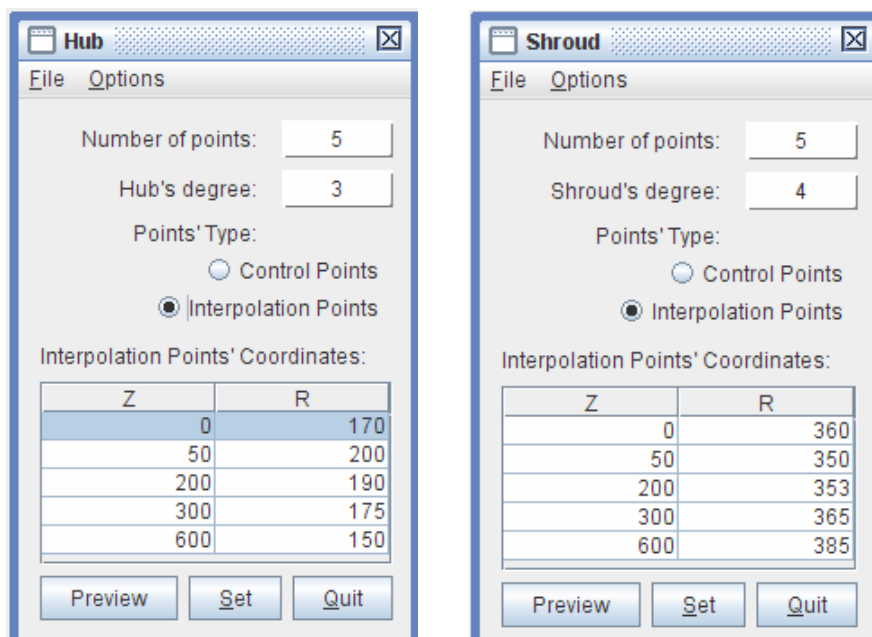 Hub
File Options
Number of points: 5
Hub's degree: 3
Points' Type:
Control Points
Interpolation Points
Interpolation Points' Coordinates:
Z R
0 170
50 200
200 190
300 175
600 150
Preview Set Quit
Shroud
File Options
Number of points: 5
Shroud's degree: 4
Points' Type:
Control Points
Interpolation Points
Interpolation Points' Coordinates:
Z R
0 360
50 350
200 353
300 365
600 385
Preview Set Quit